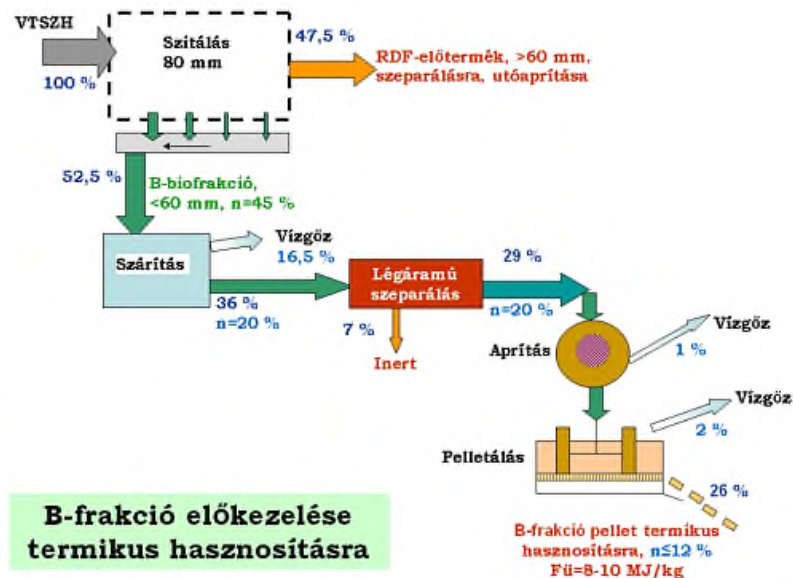 VTSZH
100 %
Szitálás
80 mm
47,5 %
RDF-előtermék, >60 mm,
szeparálásra, utóaprítása
52,5 %
B-biofrakció,
<60 mm, n=45 %
Szárítás
Vízgőz
16,5 %
36 %
n=20 %
Légáramú
szeparálás
7 %
Inert
29 %
n=20 %
Aprítás
Vízgőz
1 %
Vízgőz
2 %
Pelletálás
26 %
B-frakció pellet termikus
hasznosításra, n≤12 %
Fü=8-10 MJ/kg
B-frakció előkezelése
termikus hasznosításra